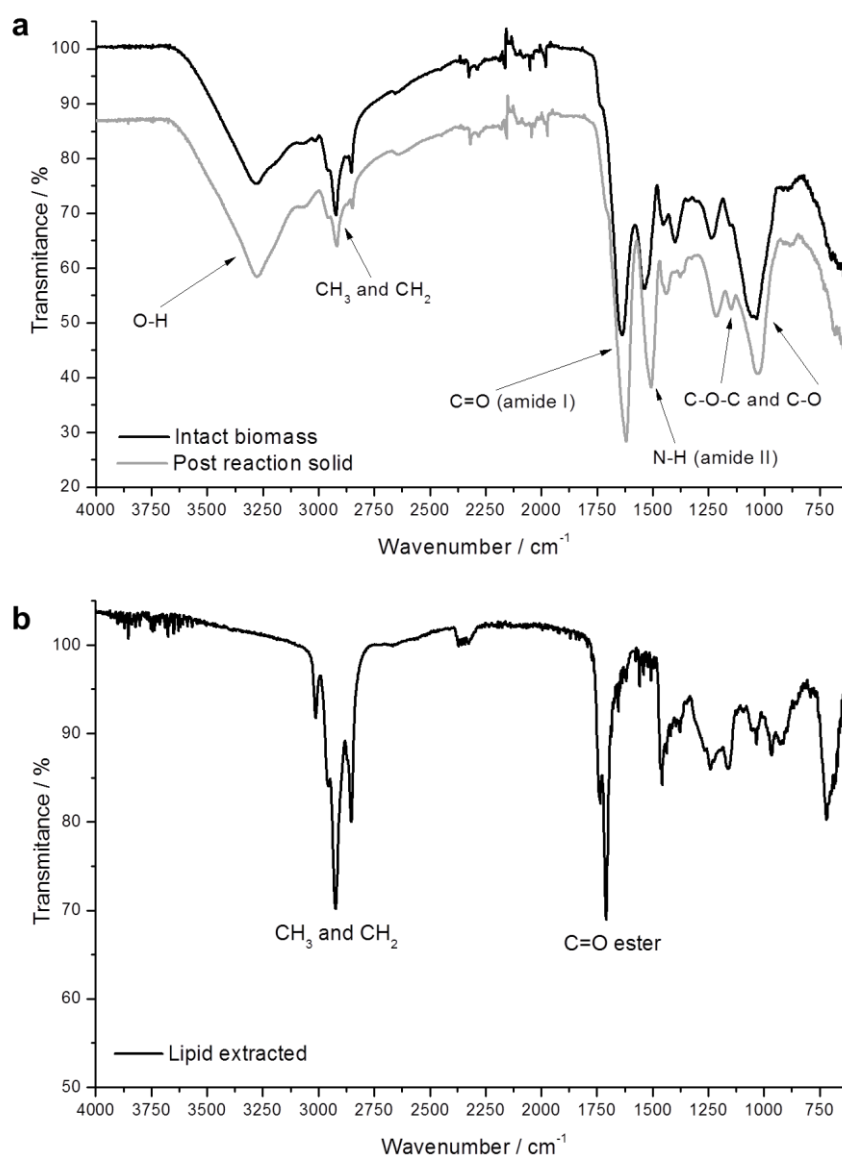 a
100
90
80
70
60
50
40
30
20
Transmitance / %
O-H
CH₃ and CH₂
C=O (amide I)
C-O-C and C-O
N-H (amide II)
Intact biomass
Post reaction solid
4000 3750 3500 3250 3000 2750 2500 2250 2000 1750 1500 1250 1000 750
Wavenumber / cm⁻¹
b
100
90
80
70
60
50
Transmitance / %
CH₃ and CH₂
C=O ester
Lipid extracted
4000 3750 3500 3250 3000 2750 2500 2250 2000 1750 1500 1250 1000 750
Wavenumber / cm⁻¹